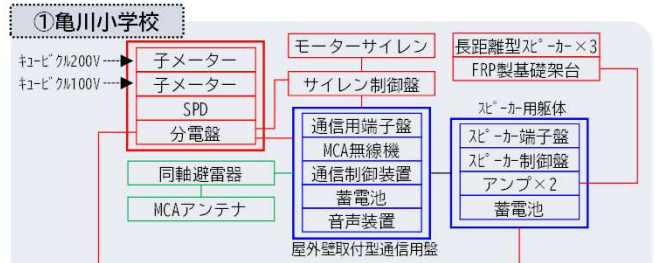 ①亀川小学校
キュービクル200V
キュービクル100V
子メーター
子メーター
SPD
分電盤
同軸避雷器
MCAアンテナ
モーターサイレン
サイレン制御盤
通信用端子盤
MCA無線機
通信制御装置
蓄電池
音声装置
屋外壁取付型通信用盤
長距離型スピーカー×3
FRP製基礎架台
スピーカー用躯体
スピーカー端子盤
スピーカー制御盤
アンプ×2
蓄電池